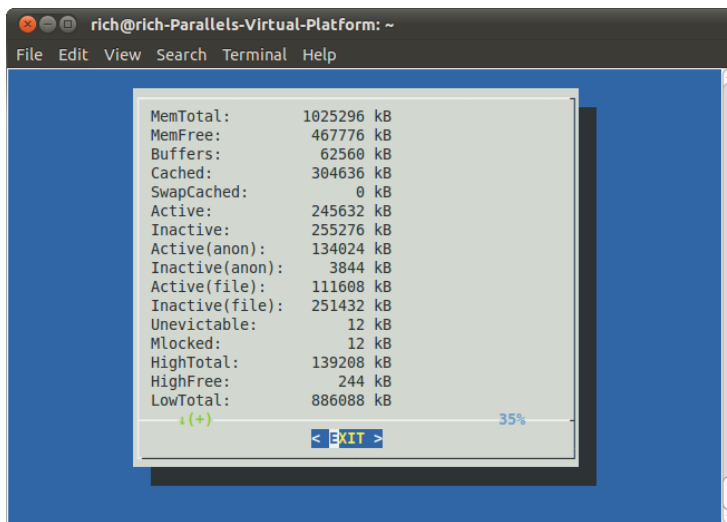 rich@rich-Parallels-Virtual-Platform: ~
File Edit View Search Terminal Help
MemTotal: 1025296 kB
MemFree: 467776 kB
Buffers: 62560 kB
Cached: 304636 kB
SwapCached: 0 kB
Active: 245632 kB
Inactive: 255276 kB
Active(anon): 134024 kB
Inactive(anon): 3844 kB
Active(file): 111608 kB
Inactive(file): 251432 kB
Unevictable: 12 kB
Mlocked: 12 kB
HighTotal: 139208 kB
HighFree: 244 kB
LowTotal: 886088 kB
↓(+) 35%
< EXIT >